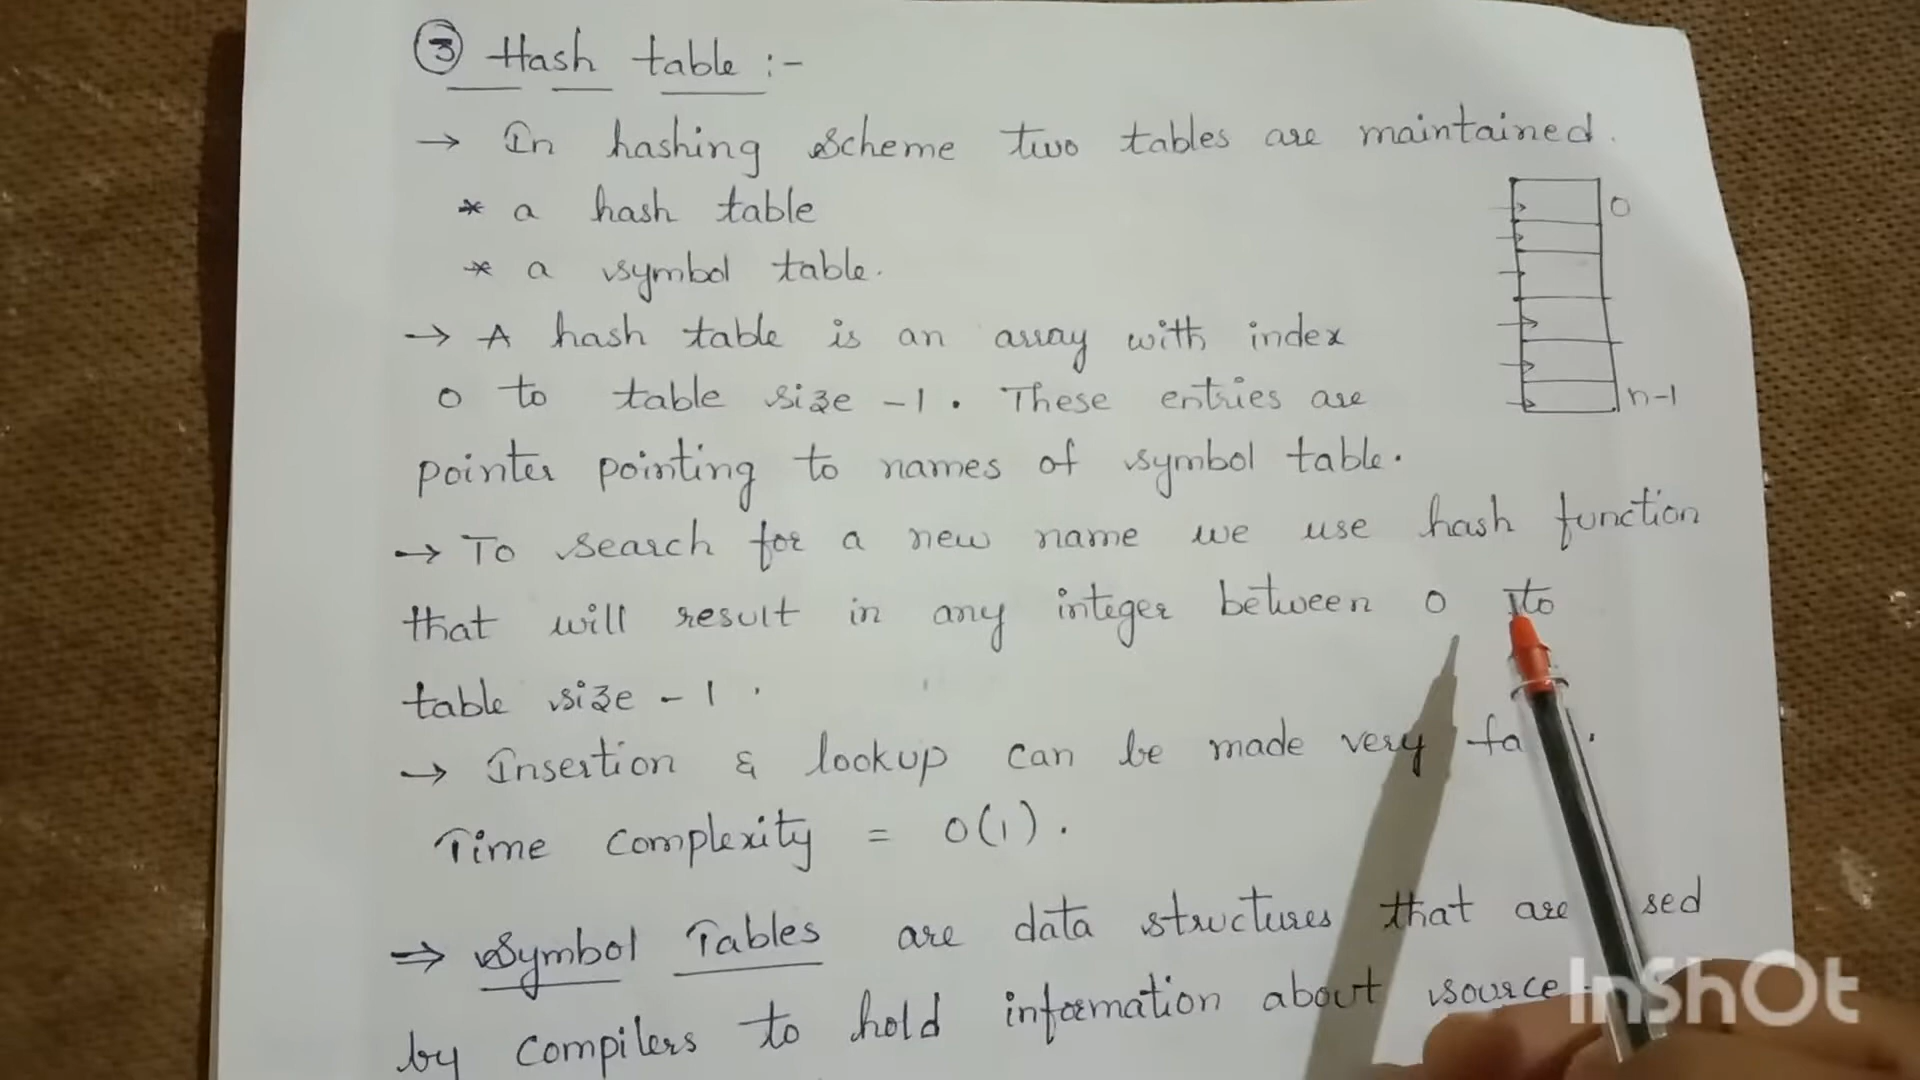 ③ Hash table :-
→ In hashing scheme two tables are maintained.
* a hash table
* a symbol table.
0
→ A hash table is an array with index
0 to table size -1. These entries are
n-1
pointer pointing to names of symbol table.
→ To search for a new name we use hash function
that will result in any integer between 0 to
table size - 1.
→ Insertion & lookup can be made very
Time complexity = O(1).
⇒ Symbol Tables are data structures that are
by compilers to hold information about source
InShOt